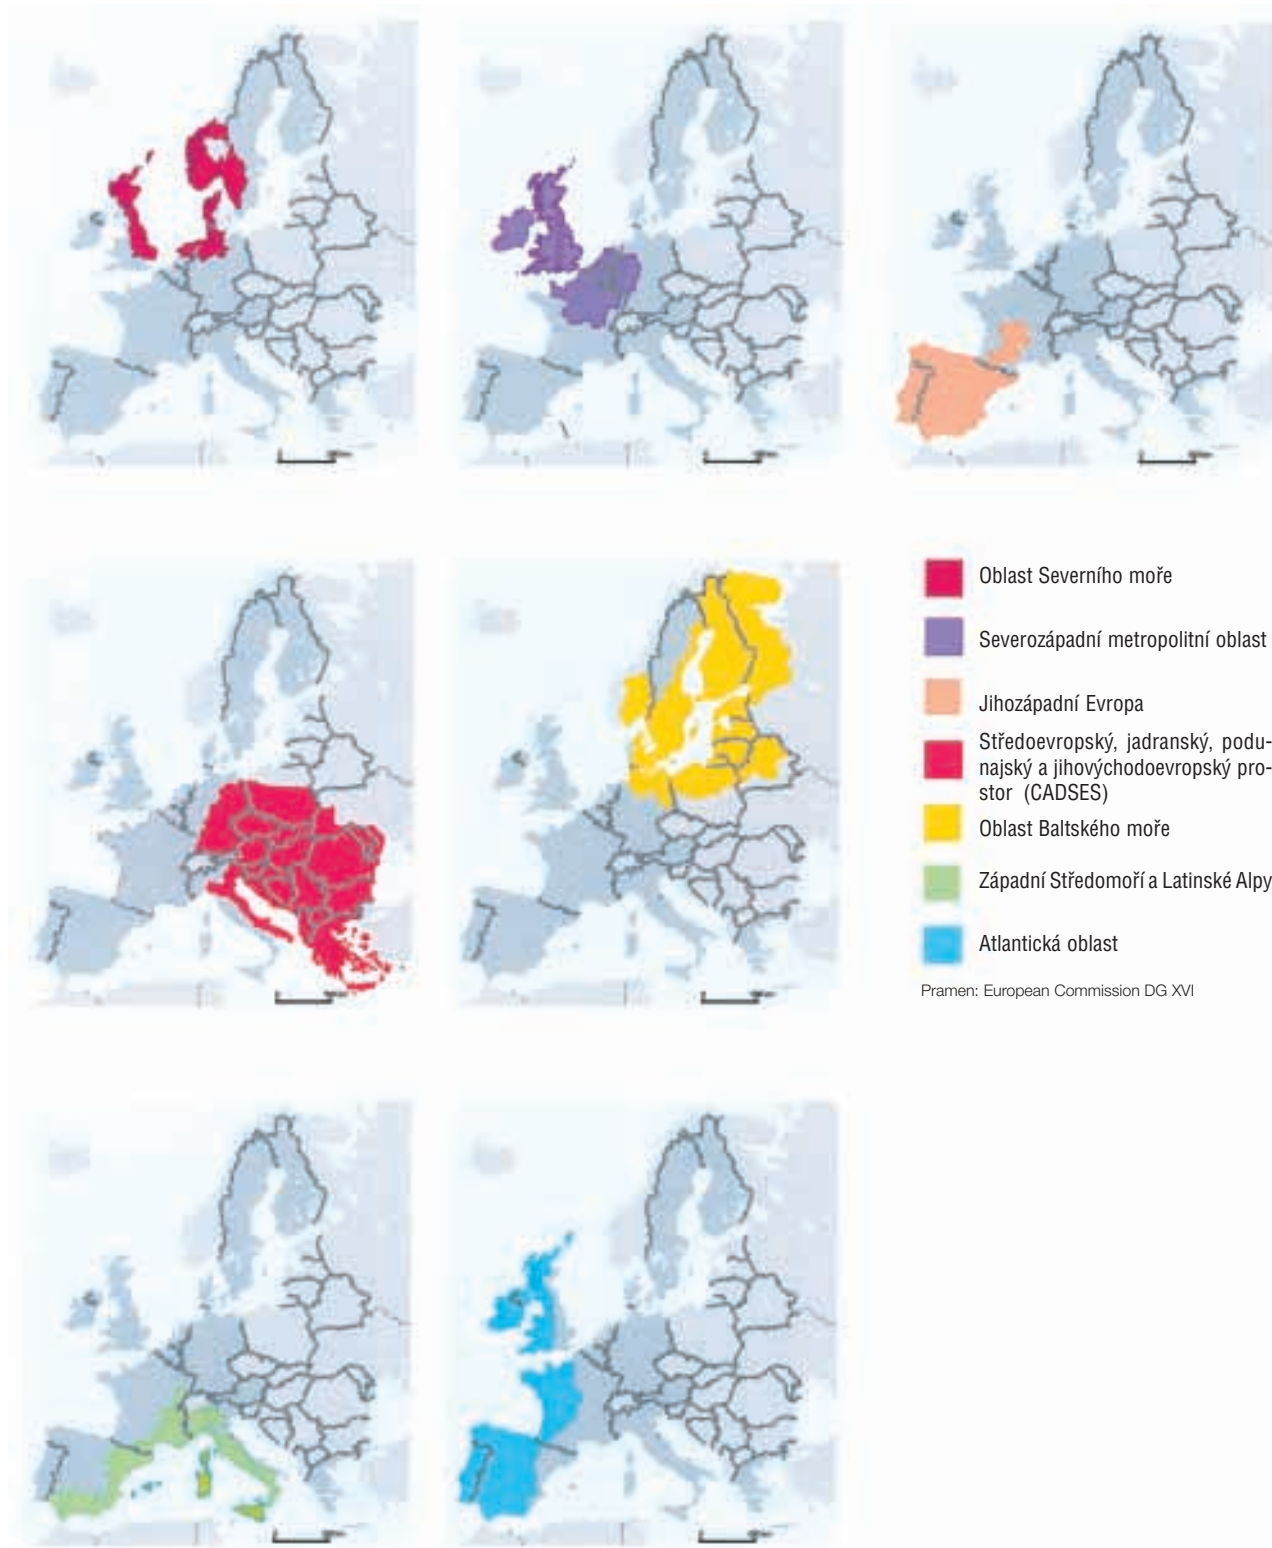 Oblast Severního moře
Severozápadní metropolitní oblast
Jihozápadní Evropa
Středoevropský, jadranský, podu-
najský a jihovýchodoevropský pro-
stor (CADSES)
Oblast Baltského moře
Západní Středomoří a Latinské Alpy
Atlantická oblast
Pramen: European Commission DG XVI